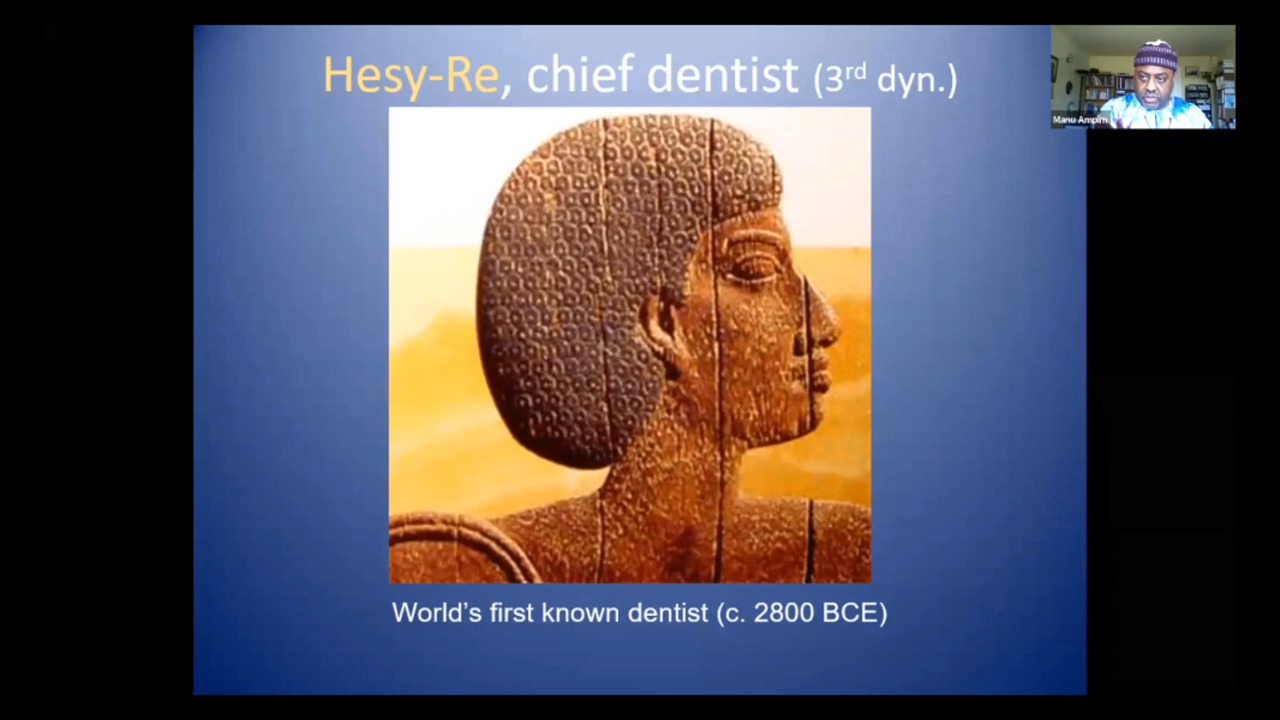 Hesy-Re, chief dentist (3rd dyn.)
Manu Ampim
World's first known dentist (c. 2800 BCE)